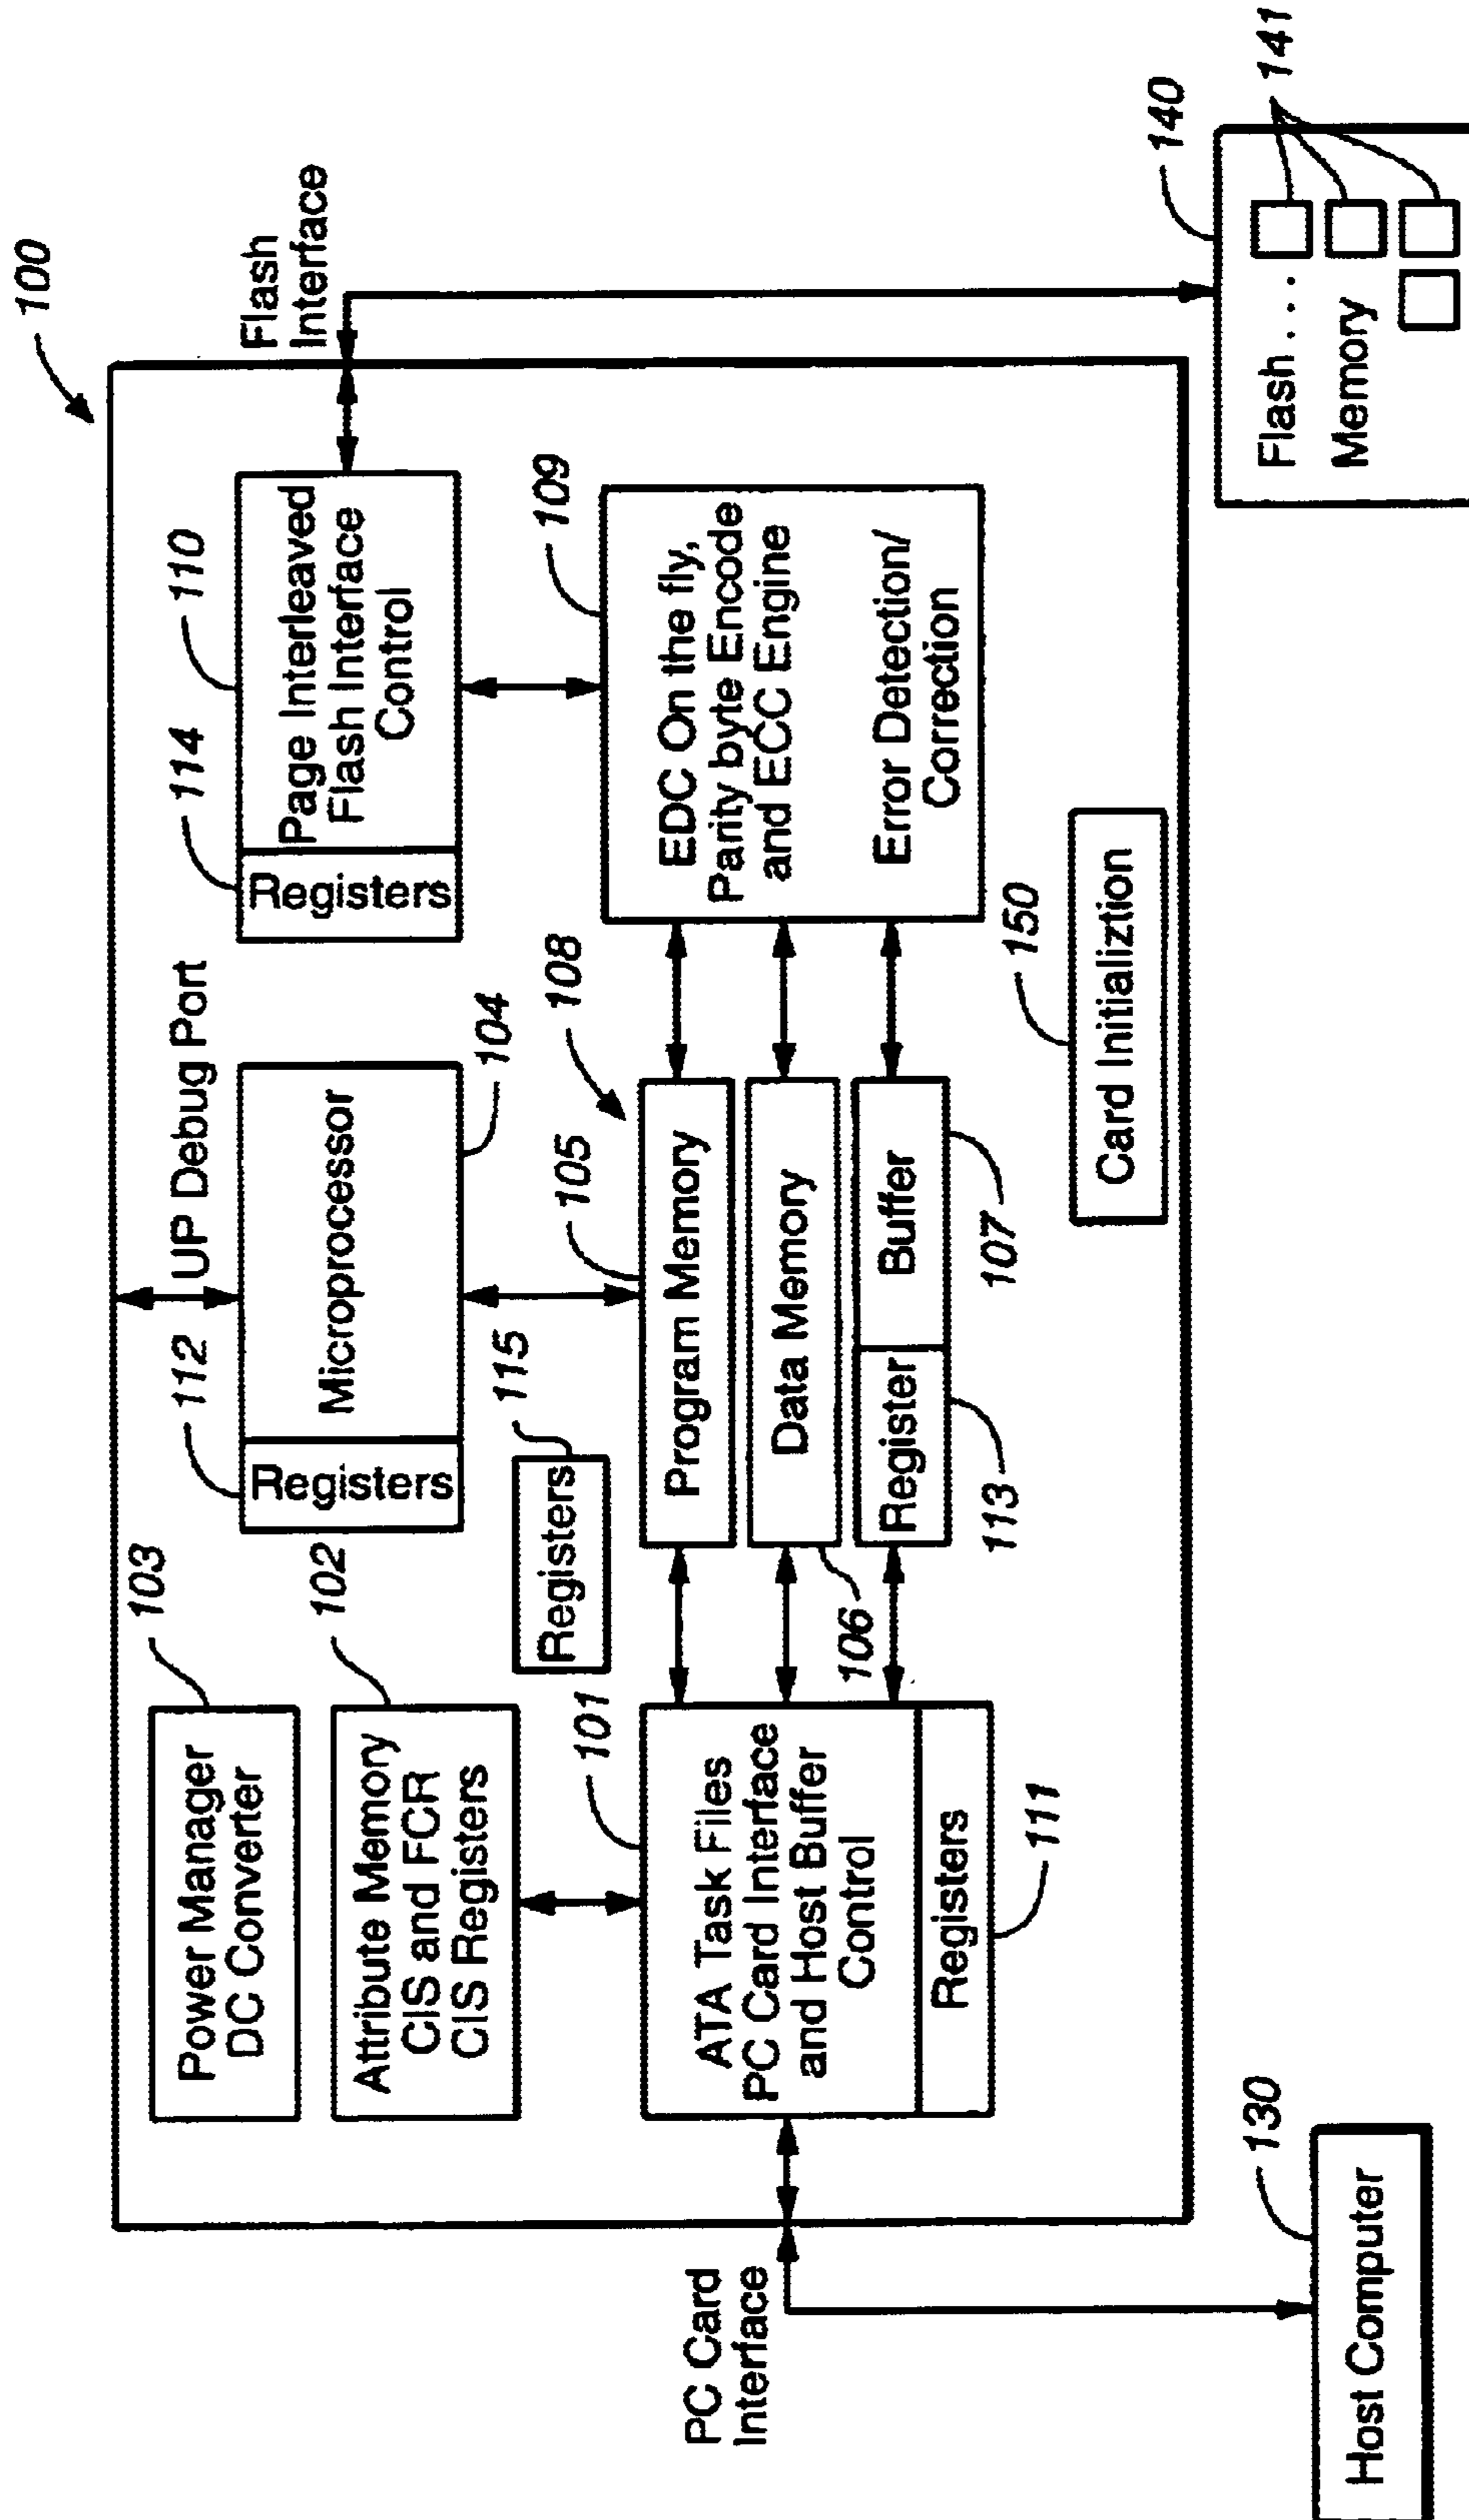 100
UP Debug Port
Flash
Interface
103
Power Manager
DC Converter
112
Registers
Microprocessor
104
114
110
Registers
Page Interleaved
Flash Interface
Control
102
Attribute Memory
CIS and FCR
CIS Registers
115
Registers
105
108
109
101
ATA Task Files
PC Card Interface
and Host Buffer
Control
Registers
111
Program Memory
Data Memory
106
Register
Buffer
113
107
EDC On the fly,
Parity byte Encode
and ECC Engine
Error Detection/
Correction
PC Card
Interface
150
Card Initializtion
130
Host Computer
140
141
Flash . . .
Memory